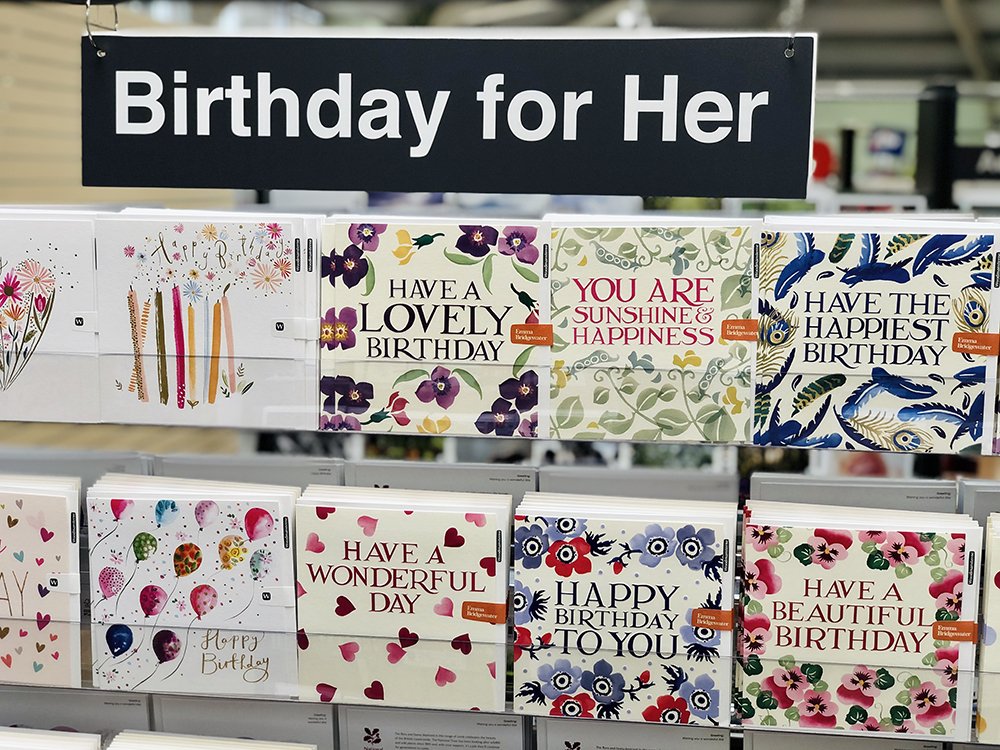 Birthday for Her
Happy Birthday
W
HAVE A
LOVELY
BIRTHDAY
Emma
Bridgewater
YOU ARE
SUNSHINE &
HAPPINESS
Emma
Bridgewater
HAVE THE
HAPPIEST
BIRTHDAY
Emma
Bridgewater
W
AY
W
Happy
Birthday
W
HAVE A
WONDERFUL
DAY
Emma
Bridgewater
HAPPY
BIRTHDAY
TO YOU
Emma
Bridgewater
HAVE A
BEAUTIFUL
BIRTHDAY
Emma
Bridgewater